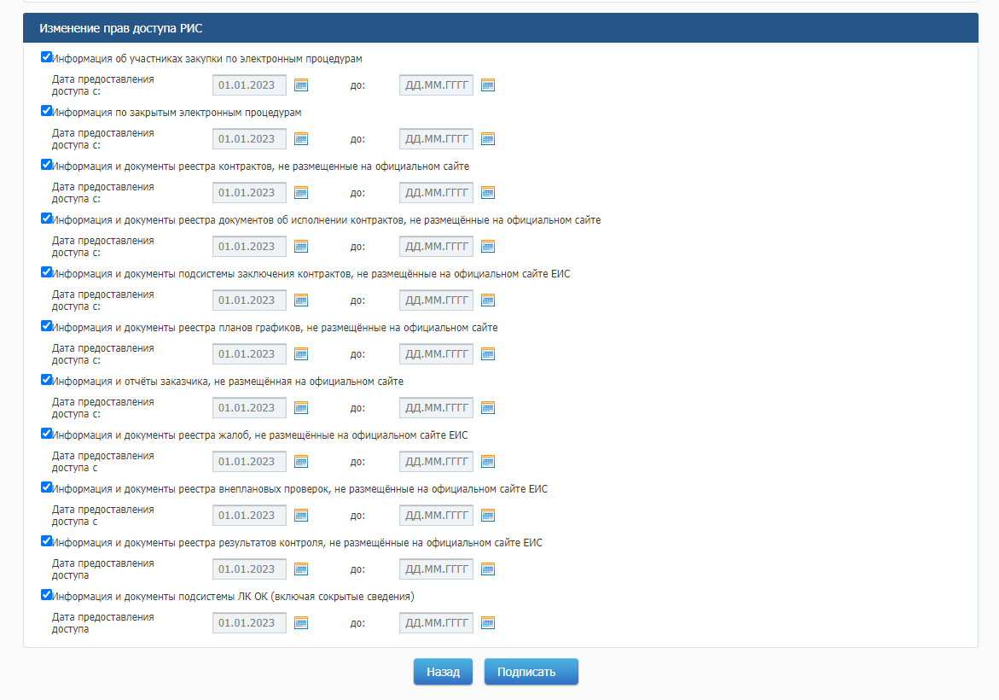 Изменение прав доступа РИС
Информация об участниках закупки по электронным процедурам
Дата предоставления
доступа с: 01.01.2023 до: ДД.ММ.ГГГГ
Информация по закрытым электронным процедурам
Дата предоставления
доступа с: 01.01.2023 до: ДД.ММ.ГГГГ
Информация и документы реестра контрактов, не размещенные на официальном сайте
Дата предоставления
доступа с: 01.01.2023 до: ДД.ММ.ГГГГ
Информация и документы реестра документов об исполнении контрактов, не размещённые на официальном сайте
Дата предоставления
доступа с: 01.01.2023 до: ДД.ММ.ГГГГ
Информация и документы подсистемы заключения контрактов, не размещённые на официальном сайте ЕИС
Дата предоставления
доступа с: 01.01.2023 до: ДД.ММ.ГГГГ
Информация и документы реестра планов графиков, не размещённые на официальном сайте
Дата предоставления
доступа с: 01.01.2023 до: ДД.ММ.ГГГГ
Информация и отчёты заказчика, не размещённая на официальном сайте
Дата предоставления
доступа с: 01.01.2023 до: ДД.ММ.ГГГГ
Информация и документы реестра жалоб, не размещённые на официальном сайте ЕИС
Дата предоставления
доступа с 01.01.2023 до: ДД.ММ.ГГГГ
Информация и документы реестра внеплановых проверок, не размещённые на официальном сайте ЕИС
Дата предоставления
доступа с 01.01.2023 до: ДД.ММ.ГГГГ
Информация и документы реестра результатов контроля, не размещённые на официальном сайте ЕИС
Дата предоставления
доступа 01.01.2023 до: ДД.ММ.ГГГГ
Информация и документы подсистемы ЛК ОК (включая сокрытые сведения)
Дата предоставления
доступа 01.01.2023 до: ДД.ММ.ГГГГ
Назад Подписать